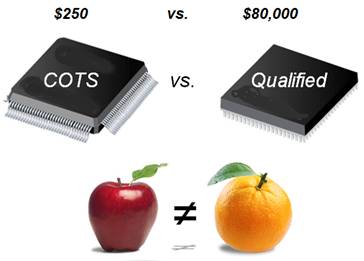 $250 vs. $80,000
COTS vs. Qualified
≠